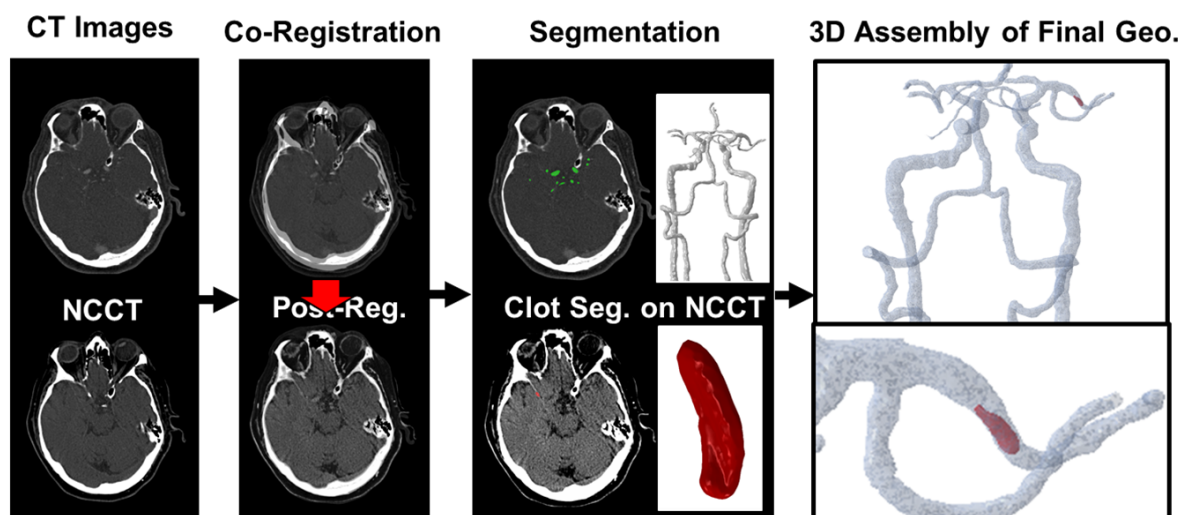 CT Images
Co-Registration
Segmentation
3D Assembly of Final Geo.
NCCT
Post-Reg.
Clot Seg. on NCCT